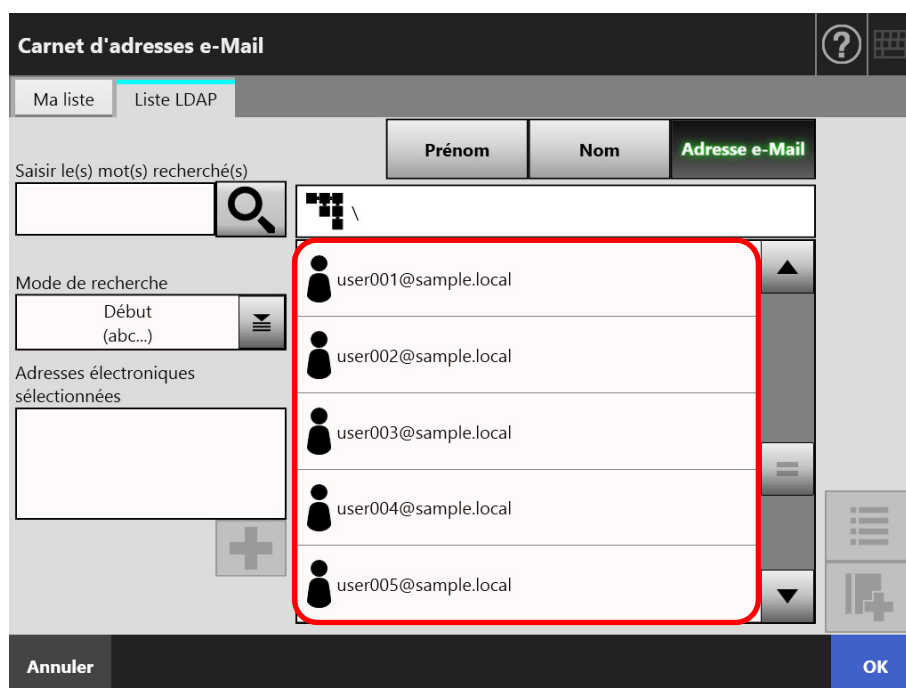 Carnet d'adresses e-Mail
?
Ma liste
Liste LDAP
Prénom
Nom
Adresse e-Mail
Saisir le(s) mot(s) recherché(s)
\
Mode de recherche
Début
(abc...)
Adresses électroniques
sélectionnées
user001@sample.local
user002@sample.local
user003@sample.local
user004@sample.local
user005@sample.local
Annuler
OK